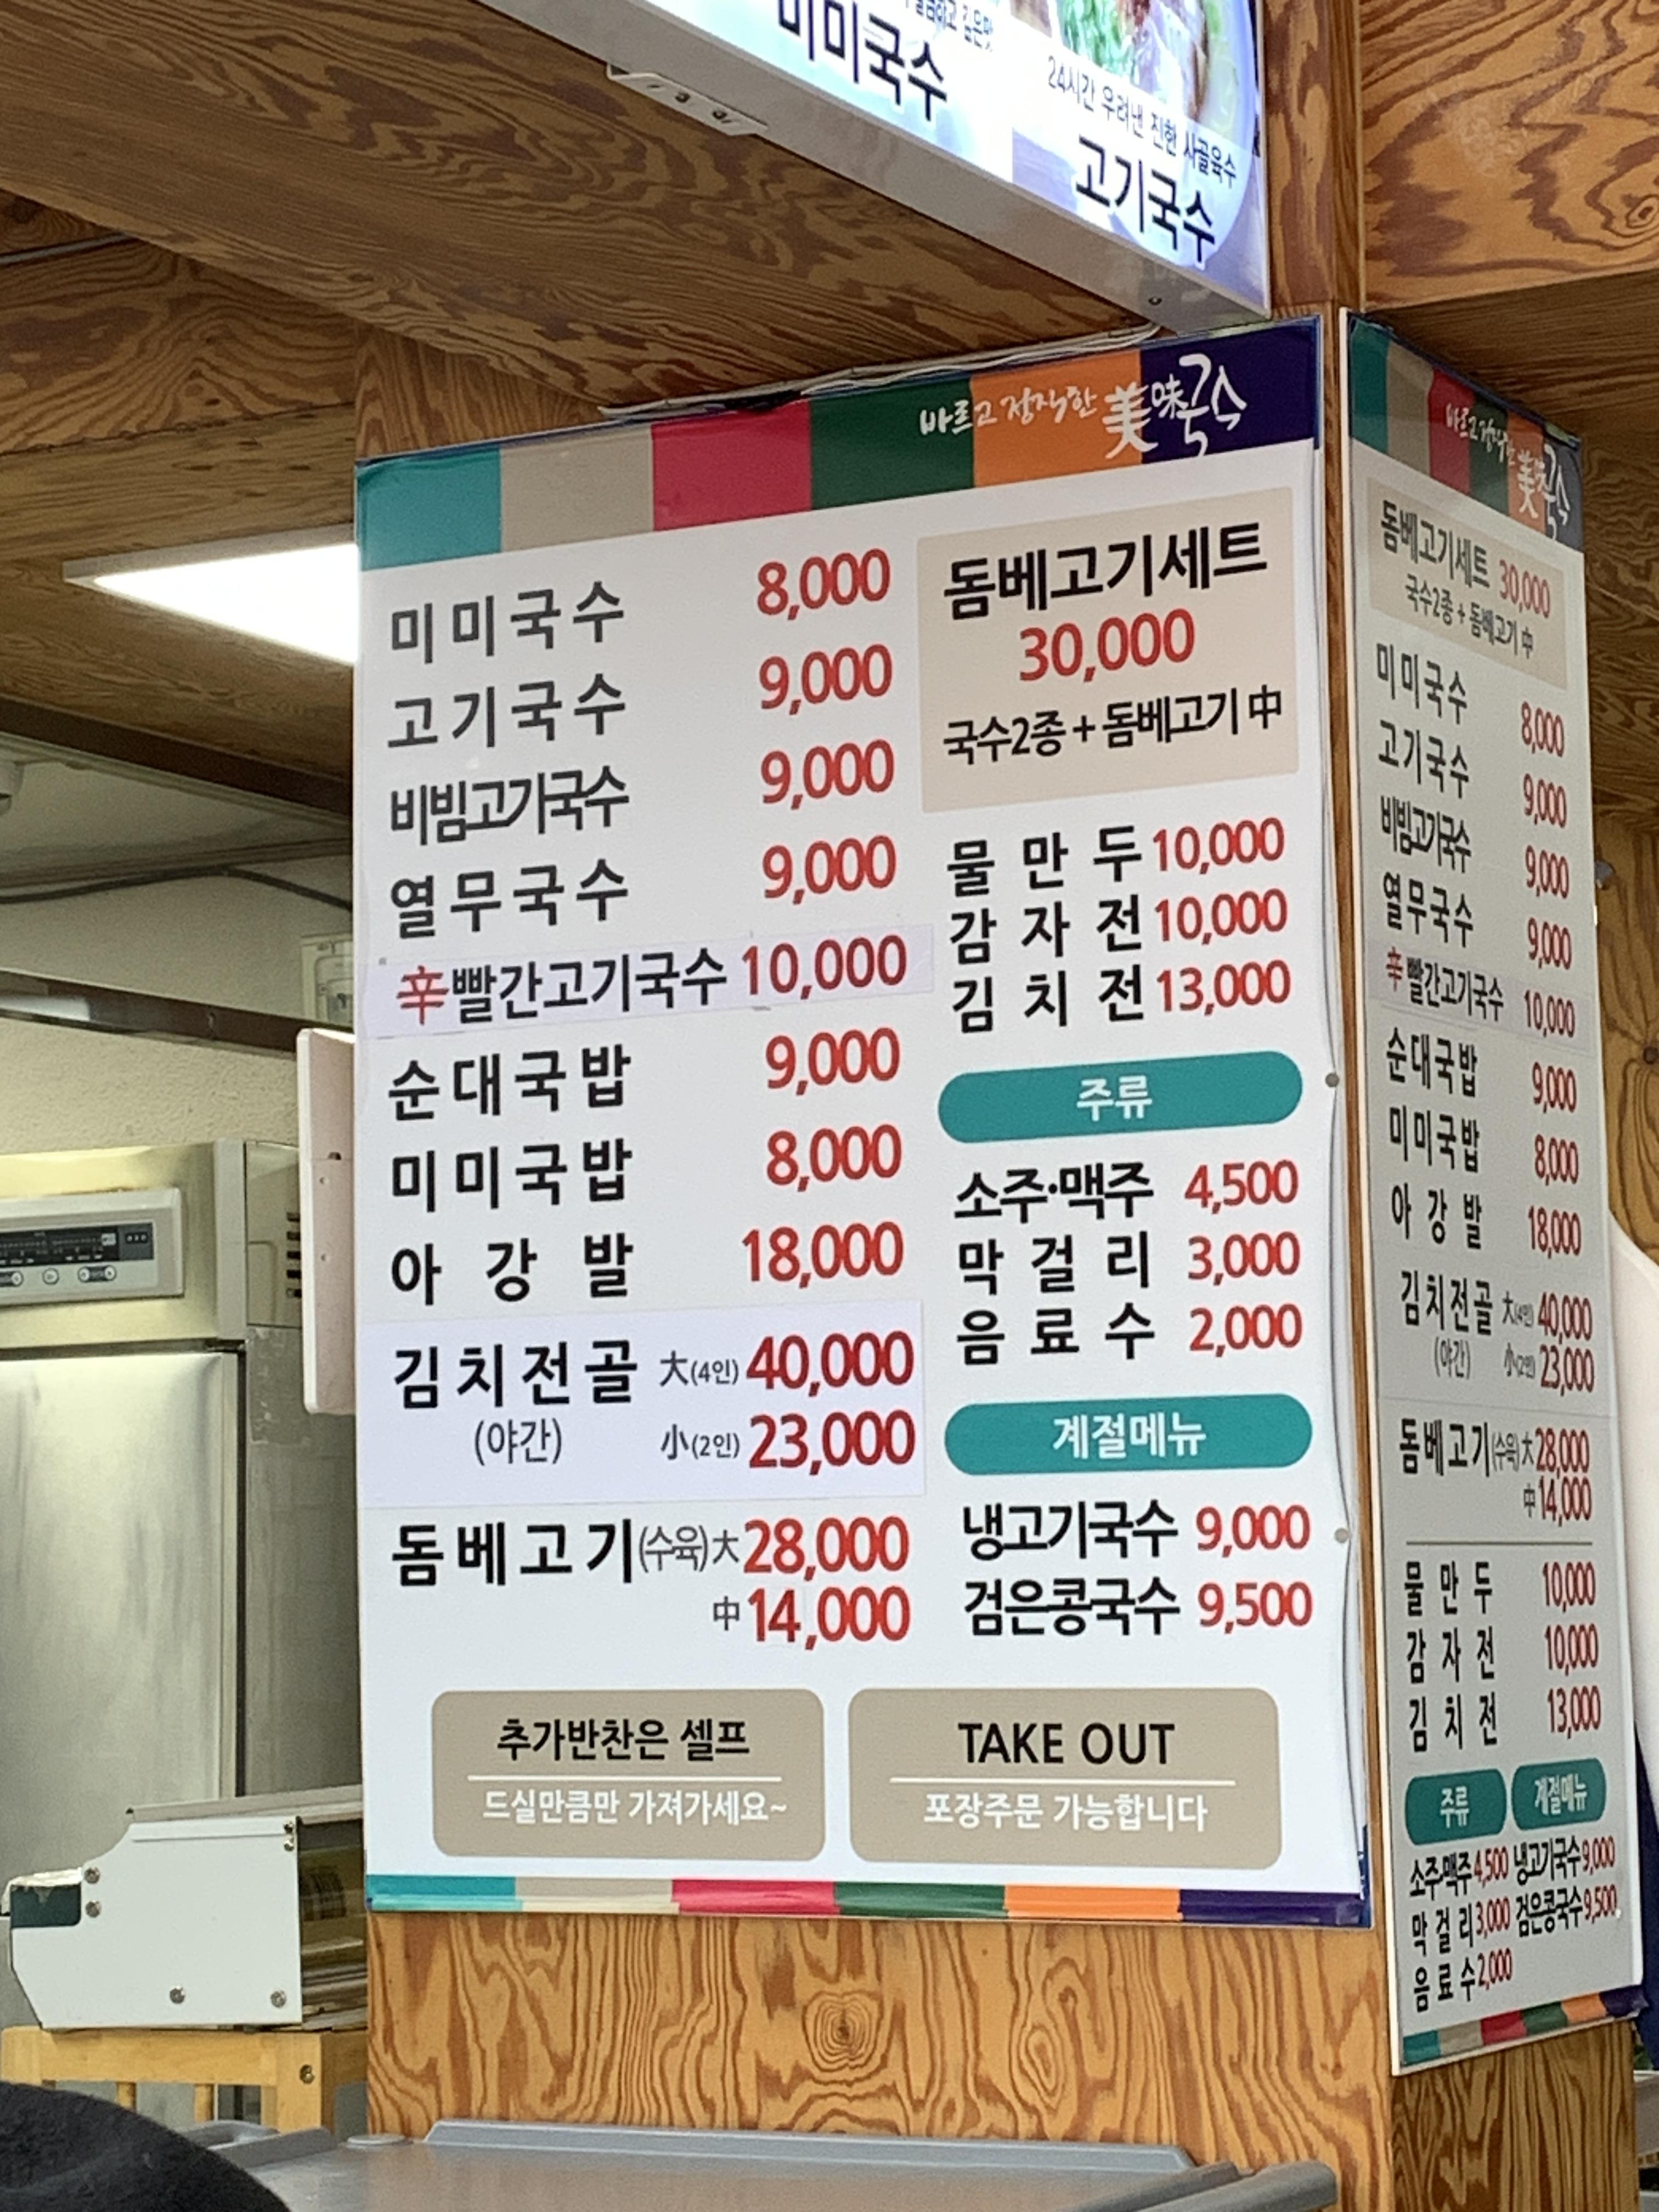 미미국수
24시간 우려낸 진한 사골육수
고기국수
바르고 정직한 美味국수
미미국수 8,000
고기국수 9,000
비빔고기국수 9,000
열무국수 9,000
辛빨간고기국수 10,000
순대국밥 9,000
미미국밥 8,000
아강발 18,000
김치전골 大(4인) 40,000
(야간) 小(2인) 23,000
돔베고기(수육) 大 28,000
中 14,000
돔베고기세트
30,000
국수2종 + 돔베고기 中
물만두 10,000
감자전 10,000
김치전 13,000
주류
소주·맥주 4,500
막걸리 3,000
음료수 2,000
계절메뉴
냉고기국수 9,000
검은콩국수 9,500
추가반찬은 셀프
드실만큼만 가져가세요~
TAKE OUT
포장주문 가능합니다
바르고 정직한 美味국수
돔베고기세트 30,000
국수2종 + 돔베고기 中
미미국수 8,000
고기국수 9,000
비빔고기국수 9,000
열무국수 9,000
辛빨간고기국수 10,000
순대국밥 9,000
미미국밥 8,000
아강발 18,000
김치전골 大(4인) 40,000
(야간) 小(2인) 23,000
돔베고기(수육) 大 28,000
中 14,000
물만두 10,000
감자전 10,000
김치전 13,000
주류 계절메뉴
소주·맥주 4,500 냉고기국수 9,000
막걸리 3,000 검은콩국수 9,500
음료수 2,000